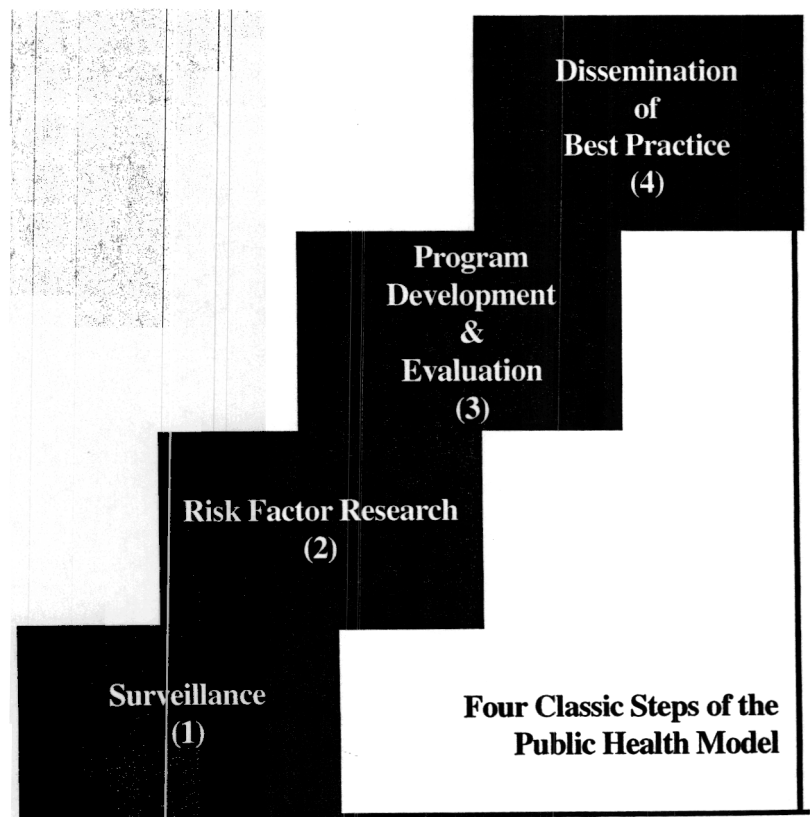 Dissemination
of
Best Practice
(4)
Program
Development
&
Evaluation
(3)
Risk Factor Research
(2)
Surveillance
(1)
Four Classic Steps of the
Public Health Model